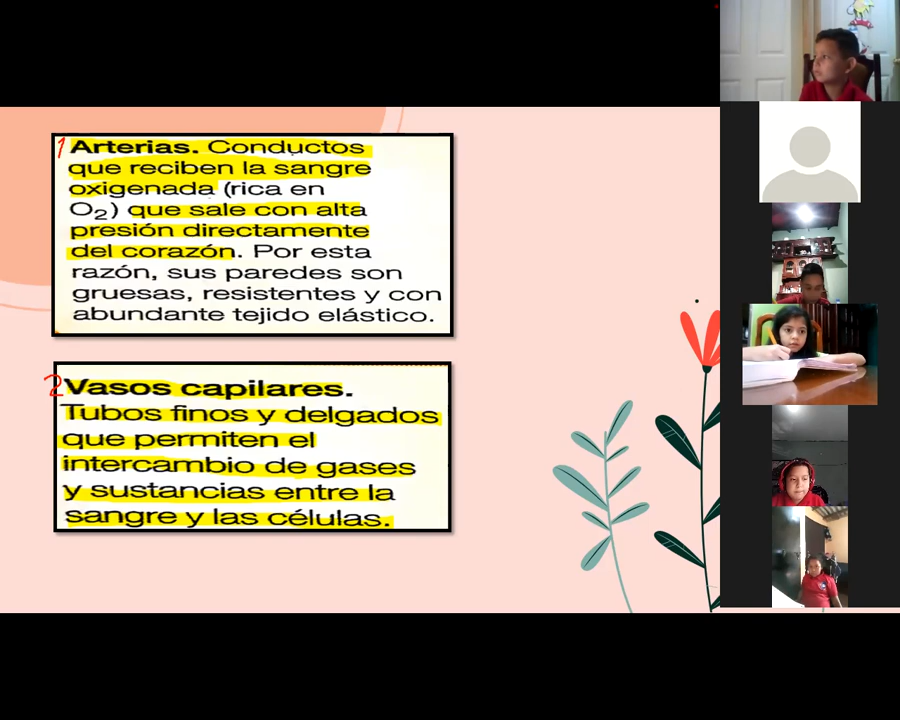 1 Arterias. Conductos
que reciben la sangre
oxigenada (rica en
O₂) que sale con alta
presión directamente
del corazón. Por esta
razón, sus paredes son
gruesas, resistentes y con
abundante tejido elástico.
2 Vasos capilares.
Tubos finos y delgados
que permiten el
intercambio de gases
y sustancias entre la
sangre y las células.